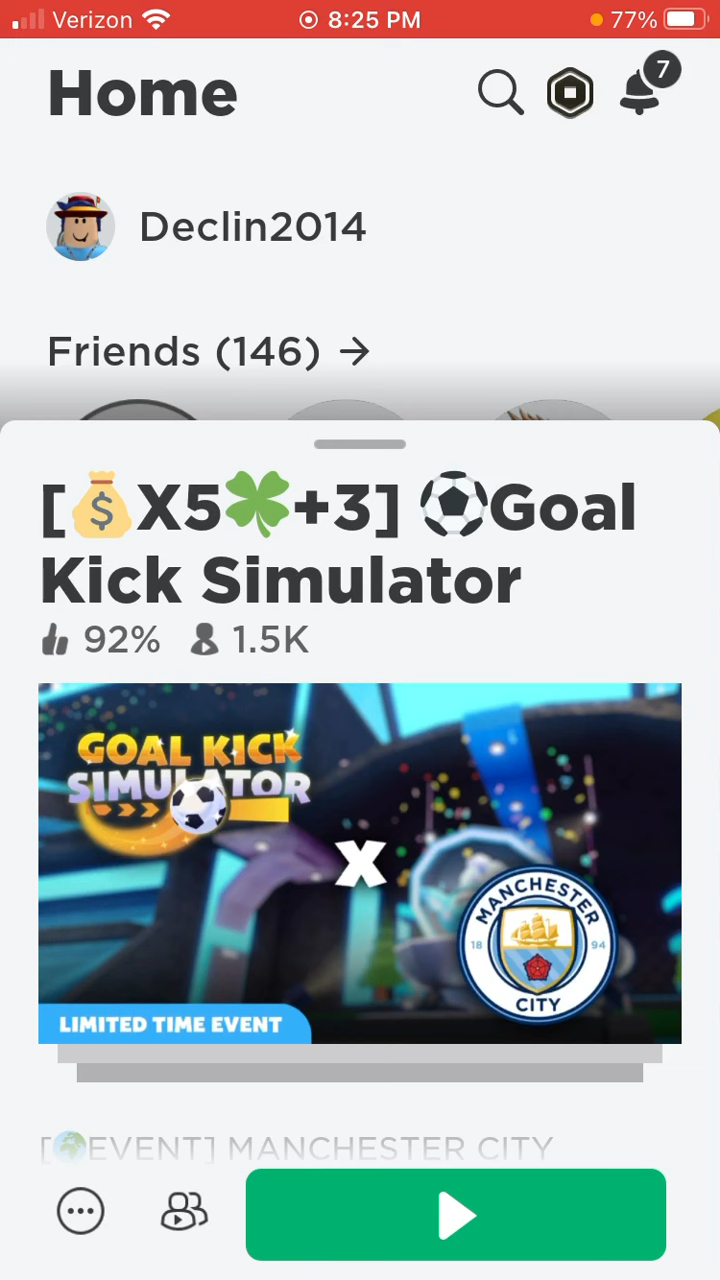 Verizon 8:25 PM 77%
Home 7
Declin2014
Friends (146) →
[💰X5🍀+3] ⚽Goal
Kick Simulator
92% 1.5K
GOAL KICK
SIMULATOR
X
MANCHESTER
18 94
CITY
LIMITED TIME EVENT
[🌍EVENT] MANCHESTER CITY